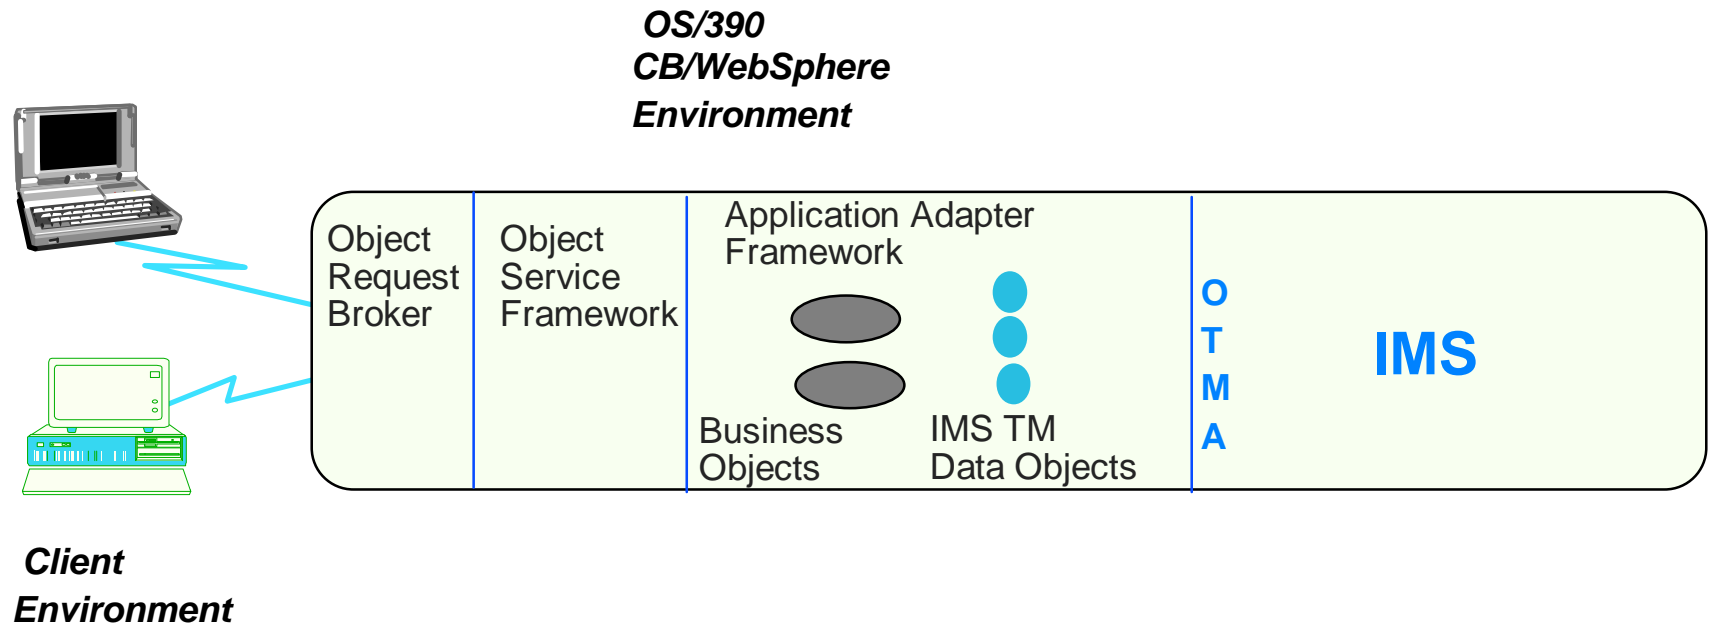 OS/390
CB/WebSphere
Environment
Object
Request
Broker
Object
Service
Framework
Application Adapter
Framework
Business
Objects
IMS TM
Data Objects
O
T
M
A
IMS
Client
Environment